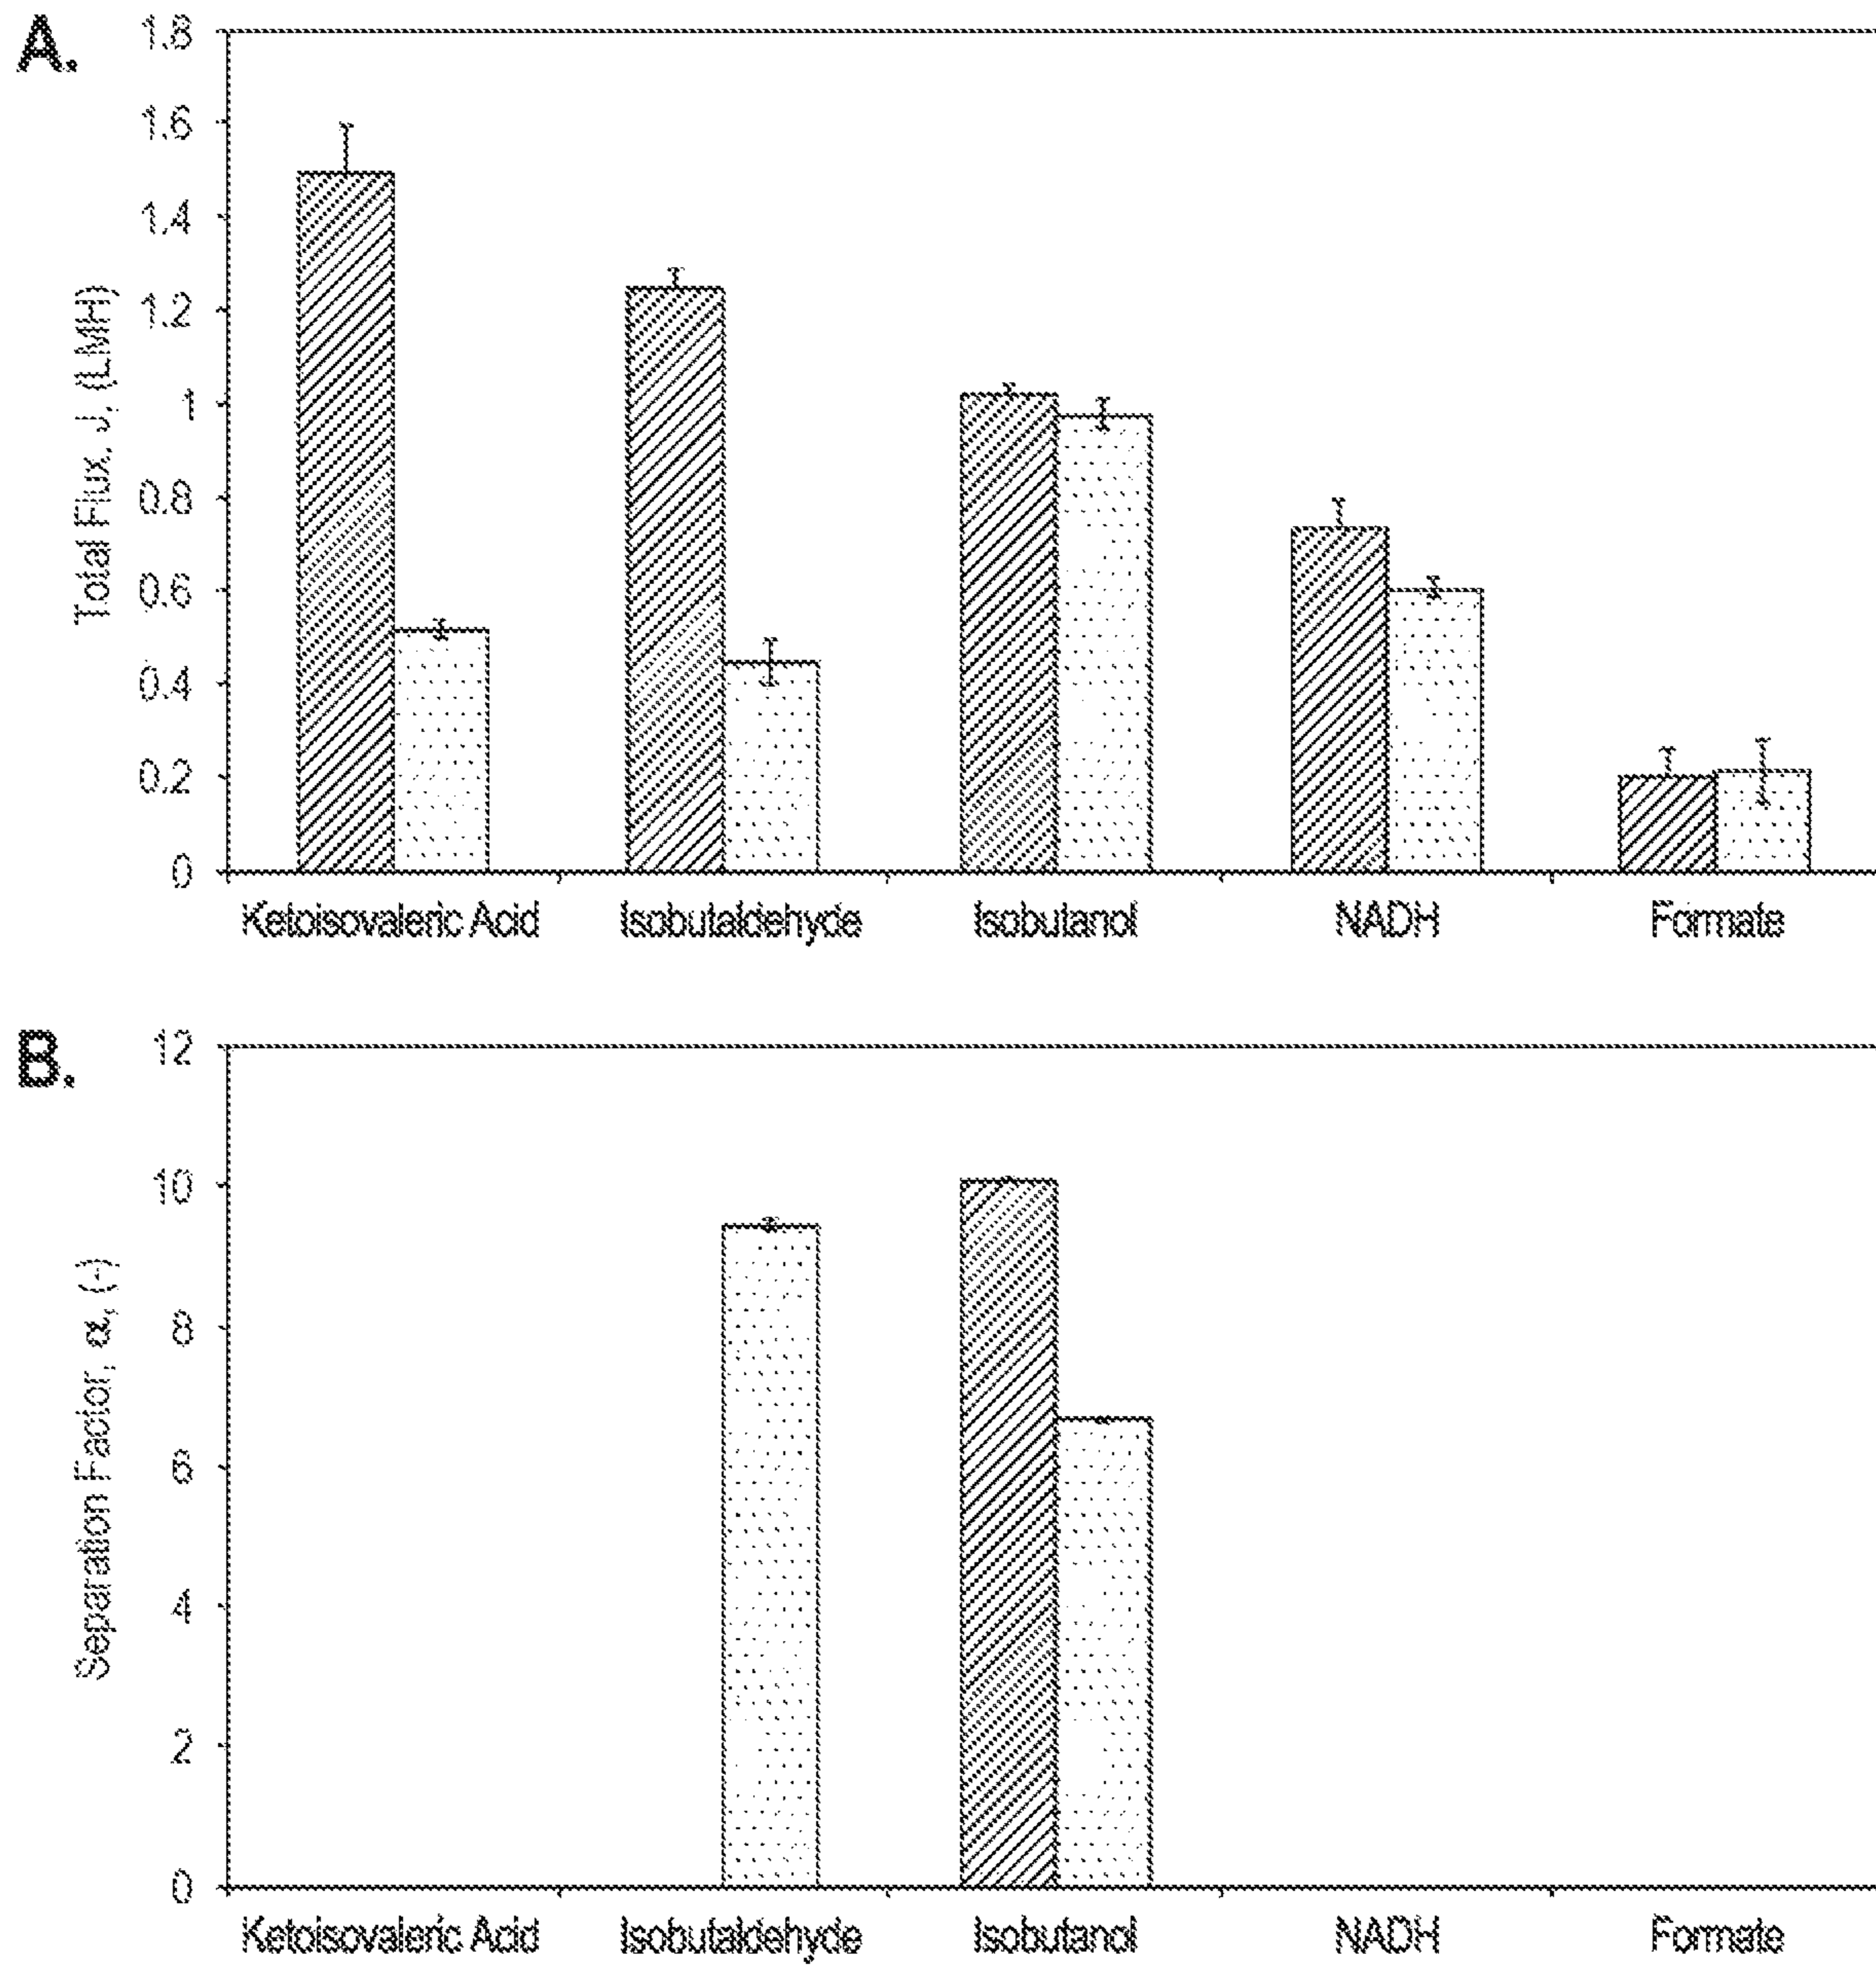 A.
1.8
1.6
1.4
1.2
1
0.8
0.6
0.4
0.2
0
Total Flux, J, (LMH)
Ketoisovaleric Acid Isobutaldehyde Isobutanol NADH Formate
B.
12
10
8
6
4
2
0
Separation Factor, α, (-)
Ketoisovaleric Acid Isobutaldehyde Isobutanol NADH Formate